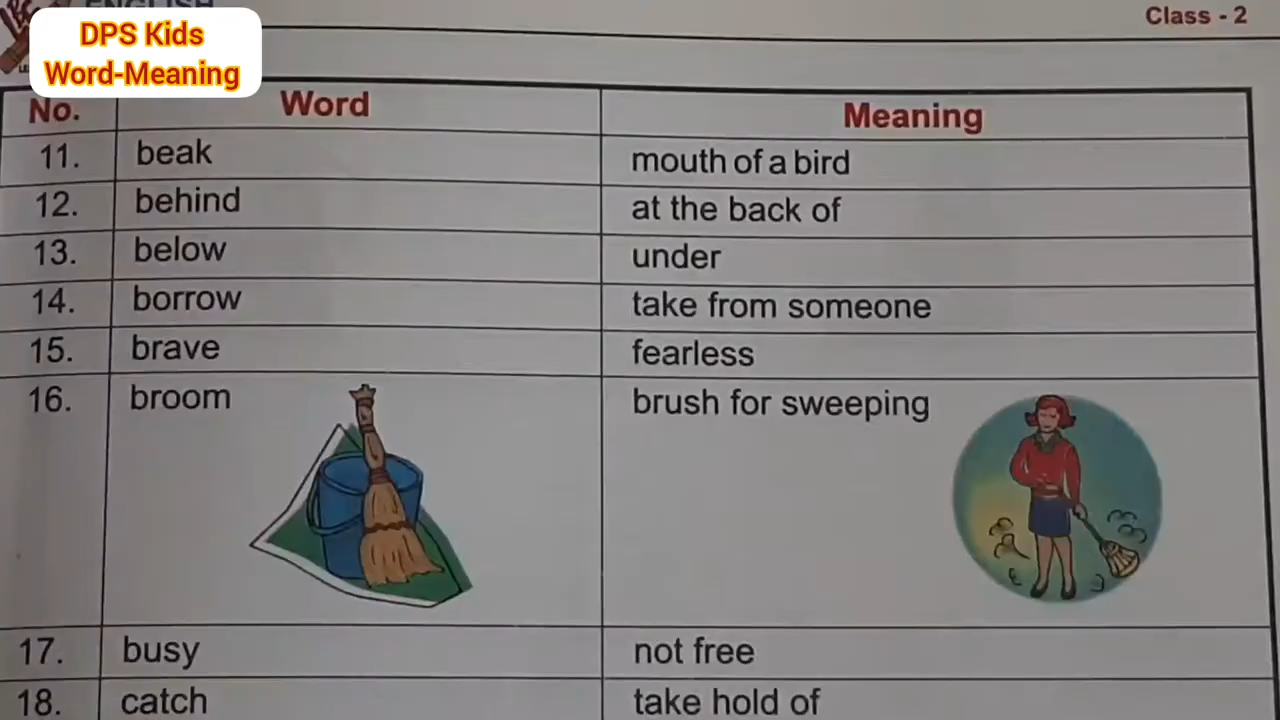 ENGLISH
Class - 2
DPS Kids
Word-Meaning
No. Word Meaning
11. beak mouth of a bird
12. behind at the back of
13. below under
14. borrow take from someone
15. brave fearless
16. broom brush for sweeping
17. busy not free
18. catch take hold of